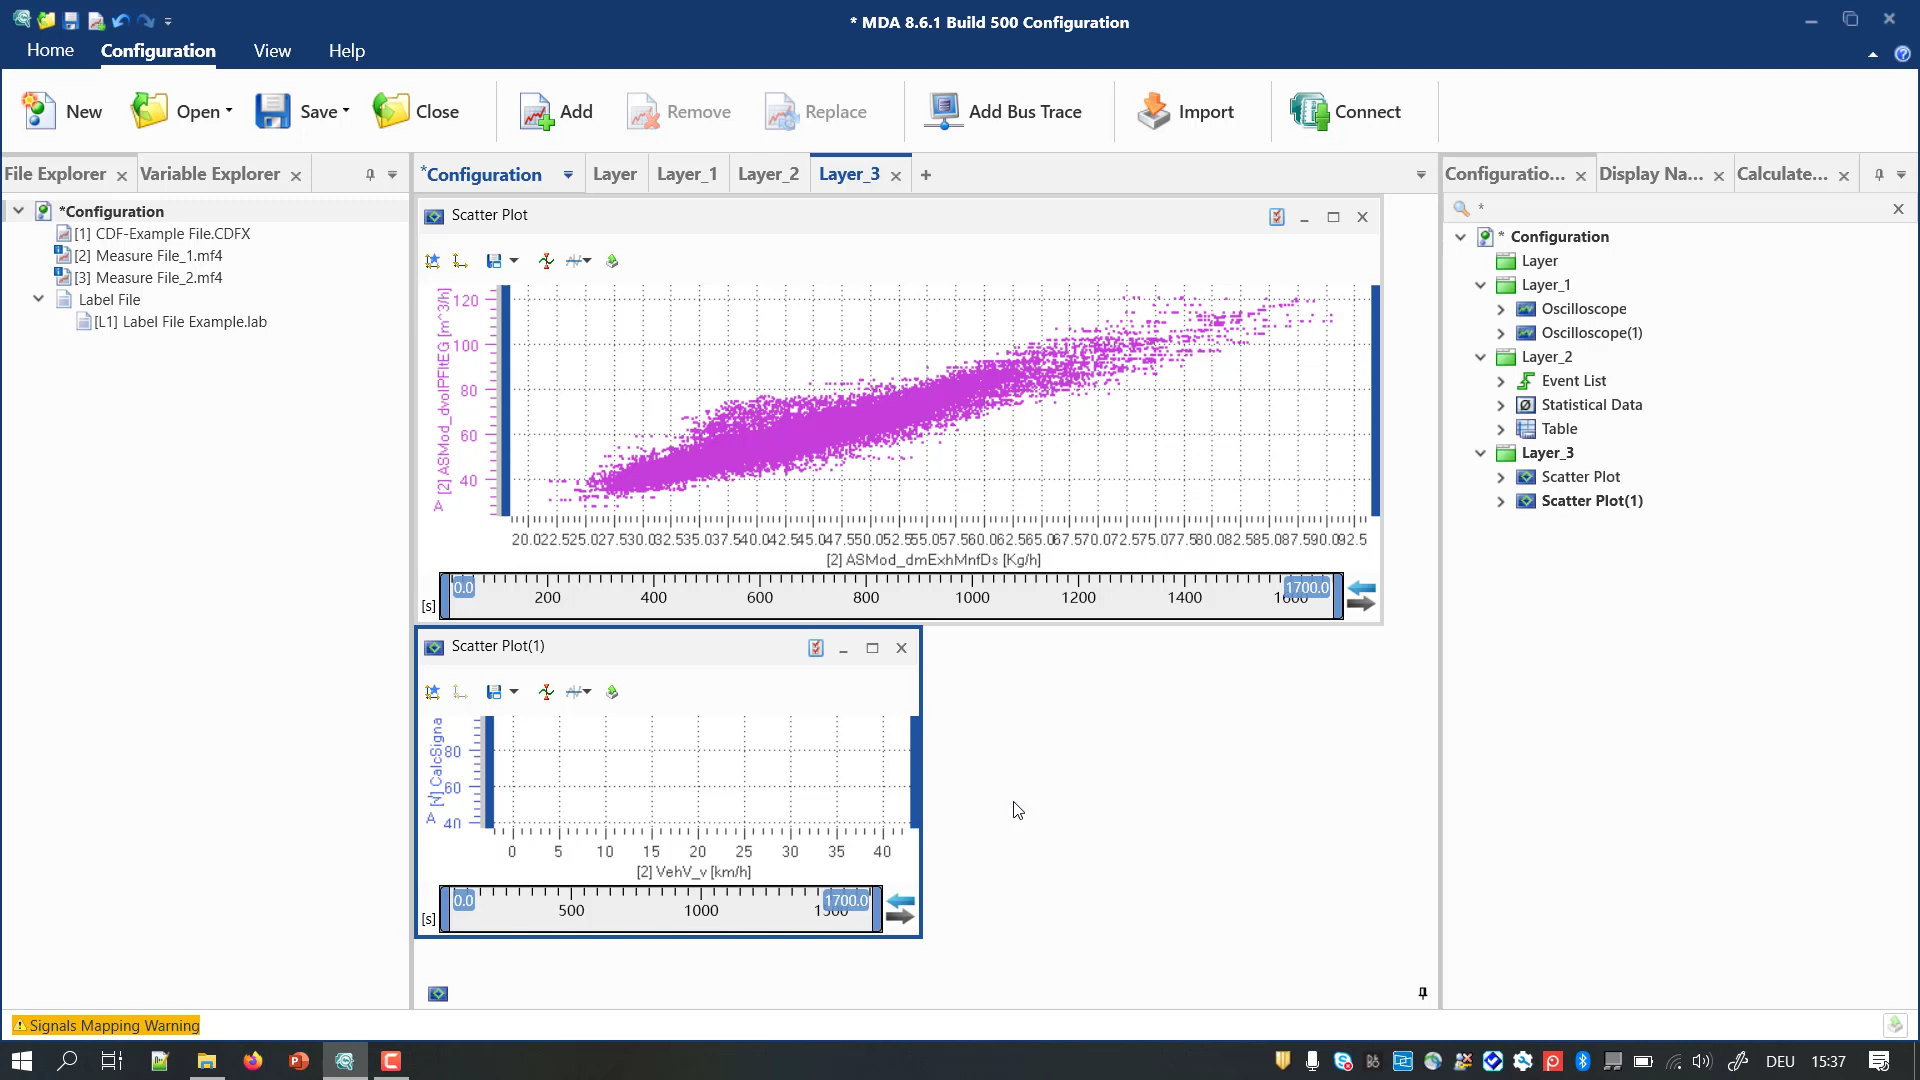 * MDA 8.6.1 Build 500 Configuration
Home Configuration View Help
New Open Save Close Add Remove Replace Add Bus Trace Import Connect
File Explorer Variable Explorer
*Configuration
[1] CDF-Example File.CDFX
[2] Measure File_1.mf4
[3] Measure File_2.mf4
Label File
[L1] Label File Example.lab
*Configuration Layer Layer_1 Layer_2 Layer_3 +
Scatter Plot
A [2] ASMod_dvolPFltEG [m^3/h]
120
100
80
60
40
20.0 22.5 25.0 27.5 30.0 32.5 35.0 37.5 40.0 42.5 45.0 47.5 50.0 52.5 55.0 57.5 60.0 62.5 65.0 67.5 70.0 72.5 75.0 77.5 80.0 82.5 85.0 87.5 90.0 92.5
[2] ASMod_dmExhMnfDs [Kg/h]
0.0 1700.0
[s] 200 400 600 800 1000 1200 1400 1600
Scatter Plot(1)
80
60
40
0 5 10 15 20 25 30 35 40
[2] VehV_v [km/h]
0.0 1700.0
[s] 500 1000 1500
Configuratio... Display Na... Calculate...
*
* Configuration
Layer
Layer_1
Oscilloscope
Oscilloscope(1)
Layer_2
Event List
Statistical Data
Table
Layer_3
Scatter Plot
Scatter Plot(1)
Signals Mapping Warning
DEU 15:37